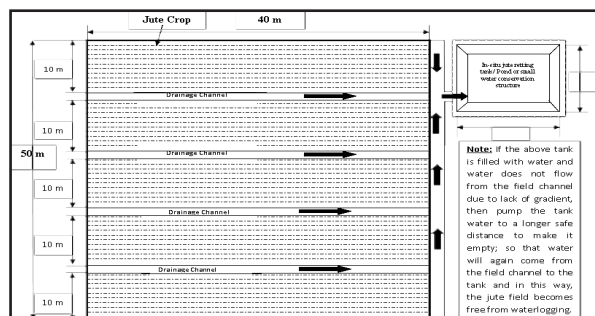 Jute Crop
40 m
10 m
Drainage Channel
10 m
Drainage Channel
50 m
10 m
Drainage Channel
10 m
Drainage Channel
10 m
In-situ jute retting
tank/ Pond or small
water conservation
structure
Note: If the above tank
is filled with water and
water does not flow
from the field channel
due to lack of gradient,
then pump the tank
water to a longer safe
distance to make it
empty; so that water
will again come from
the field channel to the
tank and in this way,
the jute field becomes
free from waterlogging.